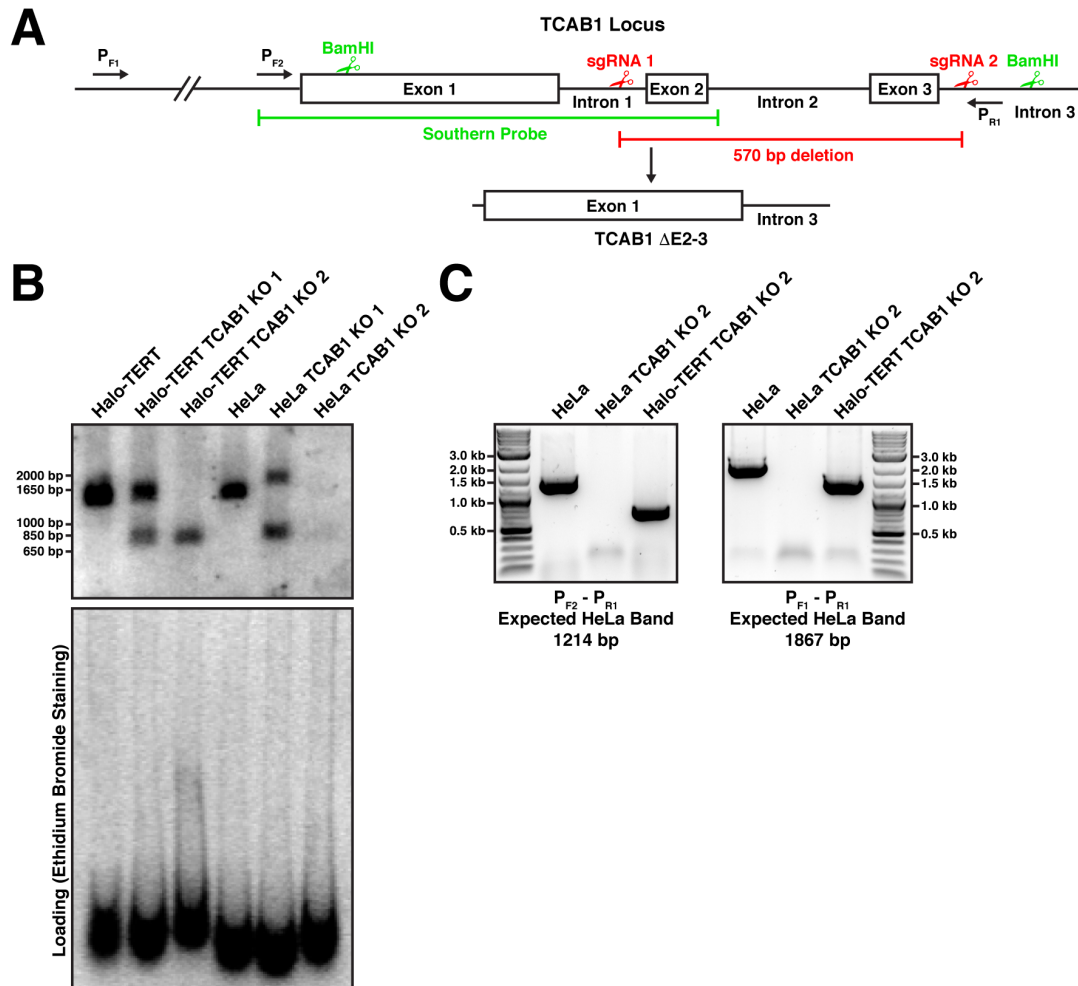 A
TCAB1 Locus
PF1
PF2
BamHI
sgRNA 1
sgRNA 2
BamHI
Exon 1
Intron 1
Exon 2
Intron 2
Exon 3
PR1
Intron 3
Southern Probe
570 bp deletion
Exon 1
Intron 3
TCAB1 ΔE2-3
B
Halo-TERT
Halo-TERT TCAB1 KO 1
Halo-TERT TCAB1 KO 2
HeLa
HeLa TCAB1 KO 1
HeLa TCAB1 KO 2
2000 bp
1650 bp
1000 bp
850 bp
650 bp
Loading (Ethidium Bromide Staining)
C
HeLa
HeLa TCAB1 KO 2
Halo-TERT TCAB1 KO 2
3.0 kb
2.0 kb
1.5 kb
1.0 kb
0.5 kb
PF2 - PR1
Expected HeLa Band
1214 bp
HeLa
HeLa TCAB1 KO 2
Halo-TERT TCAB1 KO 2
3.0 kb
2.0 kb
1.5 kb
1.0 kb
0.5 kb
PF1 - PR1
Expected HeLa Band
1867 bp